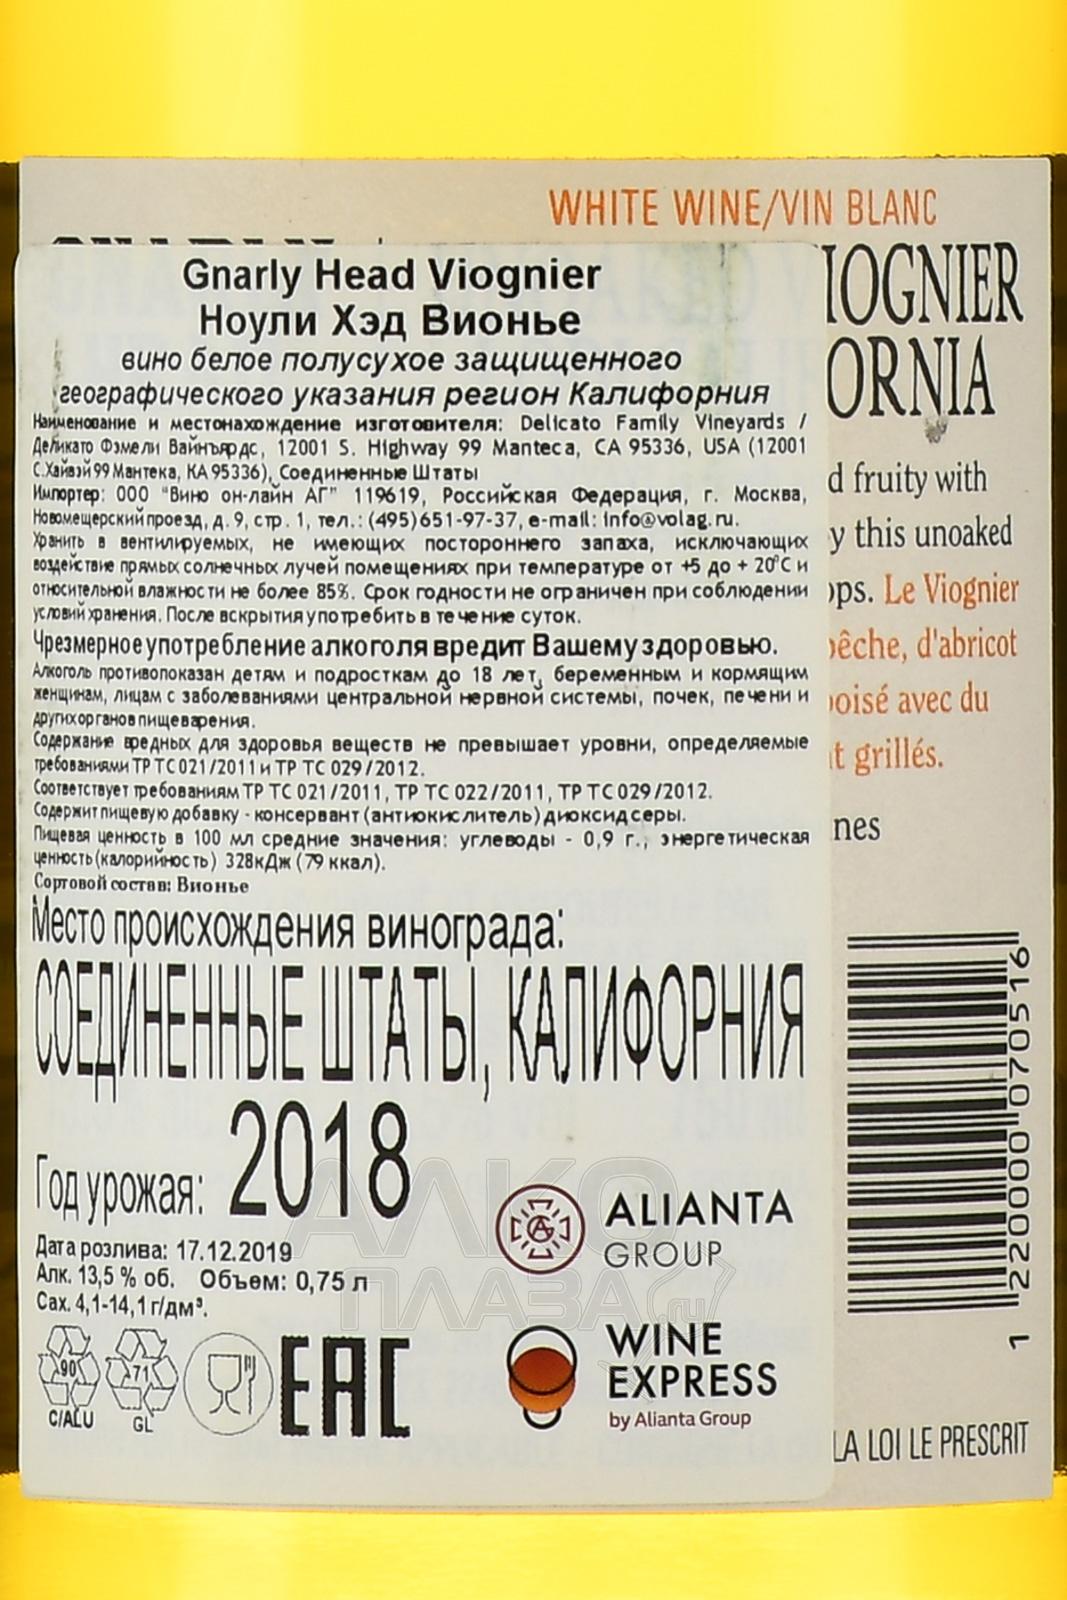 WHITE WINE/VIN BLANC
IOGNIER
ORNIA
d fruity with
y this unoaked
ops. Le Viognier
pêche, d'abricot
boisé avec du
t grillés.
nes
Gnarly Head Viognier
Ноули Хэд Вионье
вино белое полусухое защищенного
географического указания регион Калифорния
Наименование и местонахождение изготовителя: Delicato Family Vineyards /
Деликато Фэмели Вайнъярдс, 12001 S. Highway 99 Manteca, CA 95336, USA (12001
С.Хайвэй 99 Мантека, КА 95336), Соединенные Штаты
Импортер: ООО "Вино он-лайн АГ" 119619, Российская Федерация, г. Москва,
Новомещерский проезд, д. 9, стр. 1, тел.: (495)651-97-37, e-mail: info@volag.ru.
Хранить в вентилируемых, не имеющих постороннего запаха, исключающих
воздействие прямых солнечных лучей помещениях при температуре от +5 до + 20°С и
относительной влажности не более 85%. Срок годности не ограничен при соблюдении
условий хранения. После вскрытия употребить в течение суток.
Чрезмерное употребление алкоголя вредит Вашему здоровью.
Алкоголь противопоказан детям и подросткам до 18 лет, беременным и кормящим
женщинам, лицам с заболеваниями центральной нервной системы, почек, печени и
других органов пищеварения.
Содержание вредных для здоровья веществ не превышает уровни, определяемые
требованиями ТР ТС 021/2011 и ТР ТС 029/2012.
Соответствует требованиям ТР ТС 021/2011, ТР ТС 022/2011, ТР ТС 029/2012.
Содержит пищевую добавку - консервант (антиокислитель) диоксид серы.
Пищевая ценность в 100 мл средние значения: углеводы - 0,9 г., энергетическая
ценность (калорийность) 328кДж (79 ккал).
Сортовой состав: Вионье
Место происхождения винограда:
СОЕДИНЕННЫЕ ШТАТЫ, КАЛИФОРНИЯ
Год урожая: 2018
Дата розлива: 17.12.2019
Алк. 13,5 % об. Объем: 0,75 л
Сах. 4,1-14,1 г/дм³.
90
C/ALU
71
GL
EAC
ALIANTA
GROUP
WINE
EXPRESS
by Alianta Group
АЛКО
ПЛАЗА.ru
1 22000 07051 6
LA LOI LE PRESCRIT